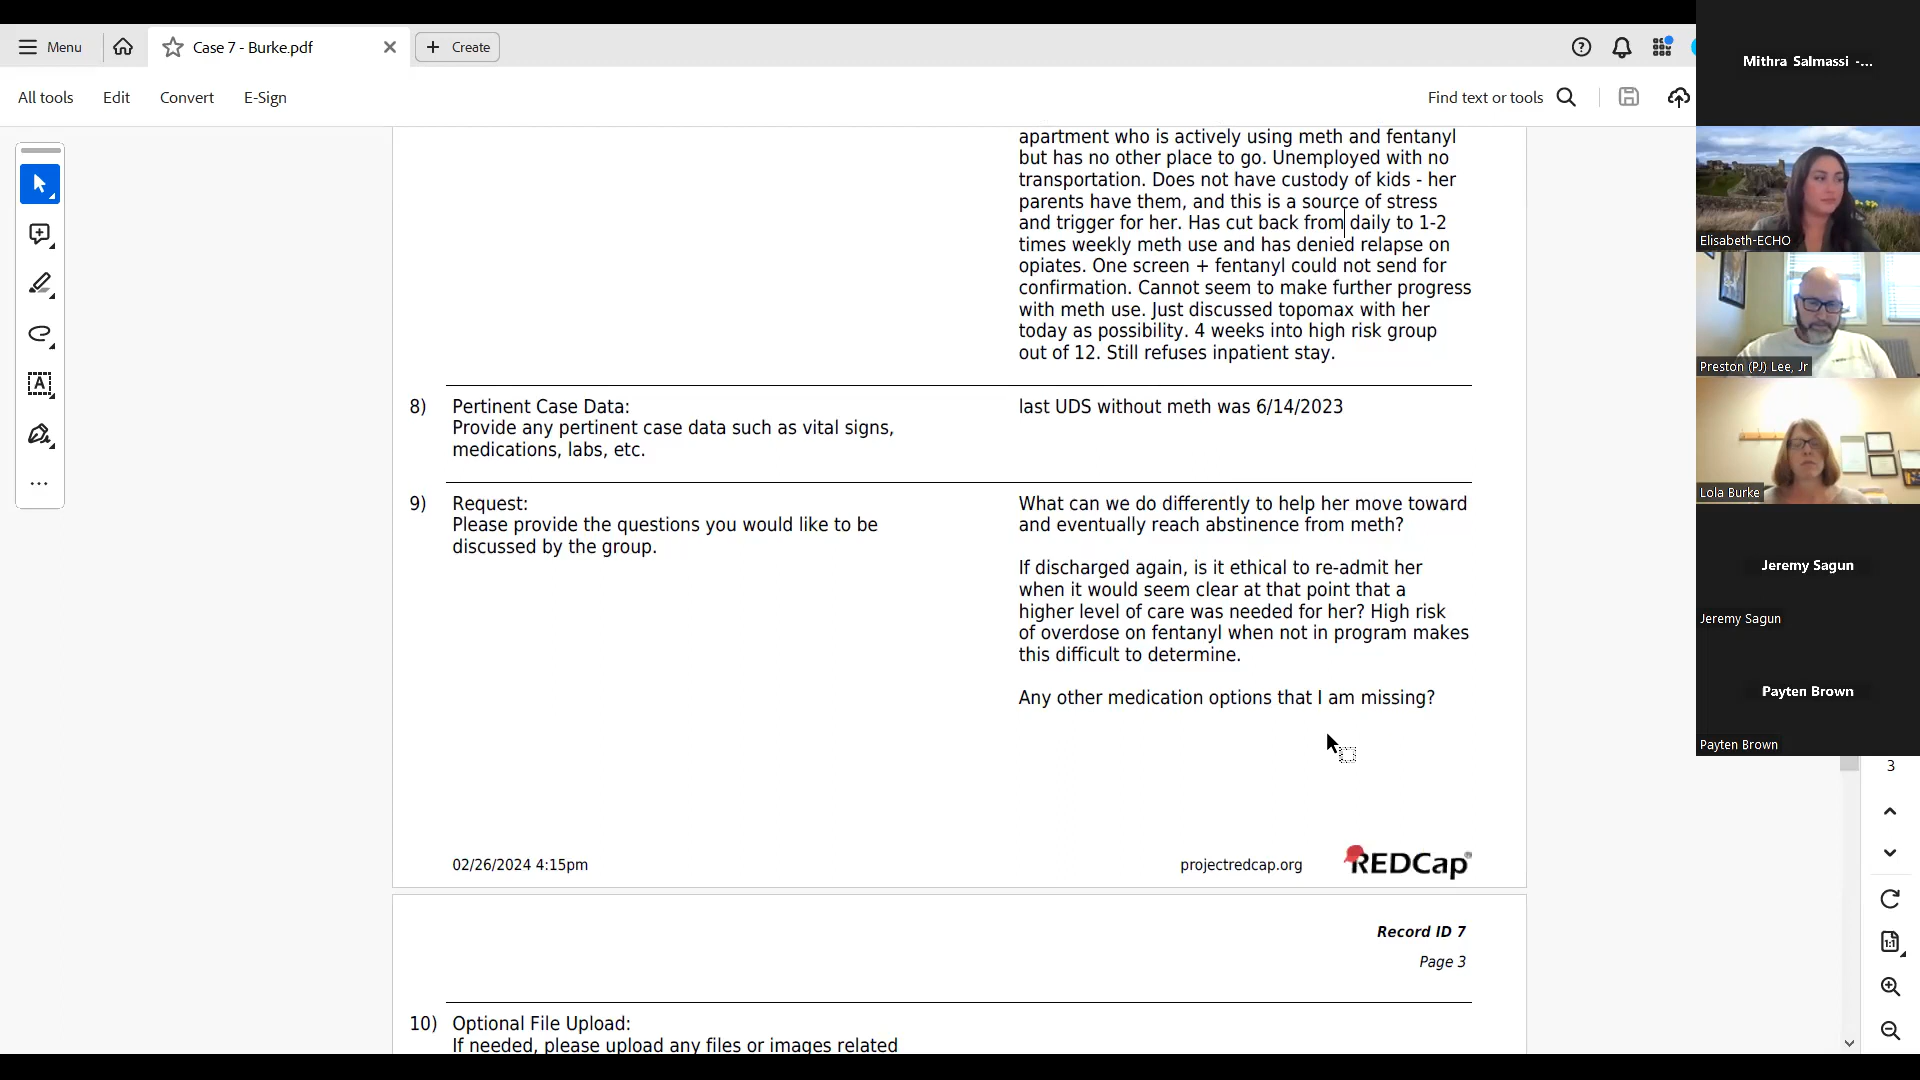 Menu
Case 7 - Burke.pdf
Create
All tools
Edit
Convert
E-Sign
Find text or tools
apartment who is actively using meth and fentanyl
but has no other place to go. Unemployed with no
transportation. Does not have custody of kids - her
parents have them, and this is a source of stress
and trigger for her. Has cut back from daily to 1-2
times weekly meth use and has denied relapse on
opiates. One screen + fentanyl could not send for
confirmation. Cannot seem to make further progress
with meth use. Just discussed topomax with her
today as possibility. 4 weeks into high risk group
out of 12. Still refuses inpatient stay.
8) Pertinent Case Data:
Provide any pertinent case data such as vital signs,
medications, labs, etc.
last UDS without meth was 6/14/2023
9) Request:
Please provide the questions you would like to be
discussed by the group.
What can we do differently to help her move toward
and eventually reach abstinence from meth?
If discharged again, is it ethical to re-admit her
when it would seem clear at that point that a
higher level of care was needed for her? High risk
of overdose on fentanyl when not in program makes
this difficult to determine.
Any other medication options that I am missing?
02/26/2024 4:15pm
projectredcap.org
REDCap
Record ID 7
Page 3
10) Optional File Upload:
If needed, please upload any files or images related
Mithra Salmassi -...
Elisabeth-ECHO
Preston (PJ) Lee, Jr
Lola Burke
Jeremy Sagun
Jeremy Sagun
Payten Brown
Payten Brown
3
1:1